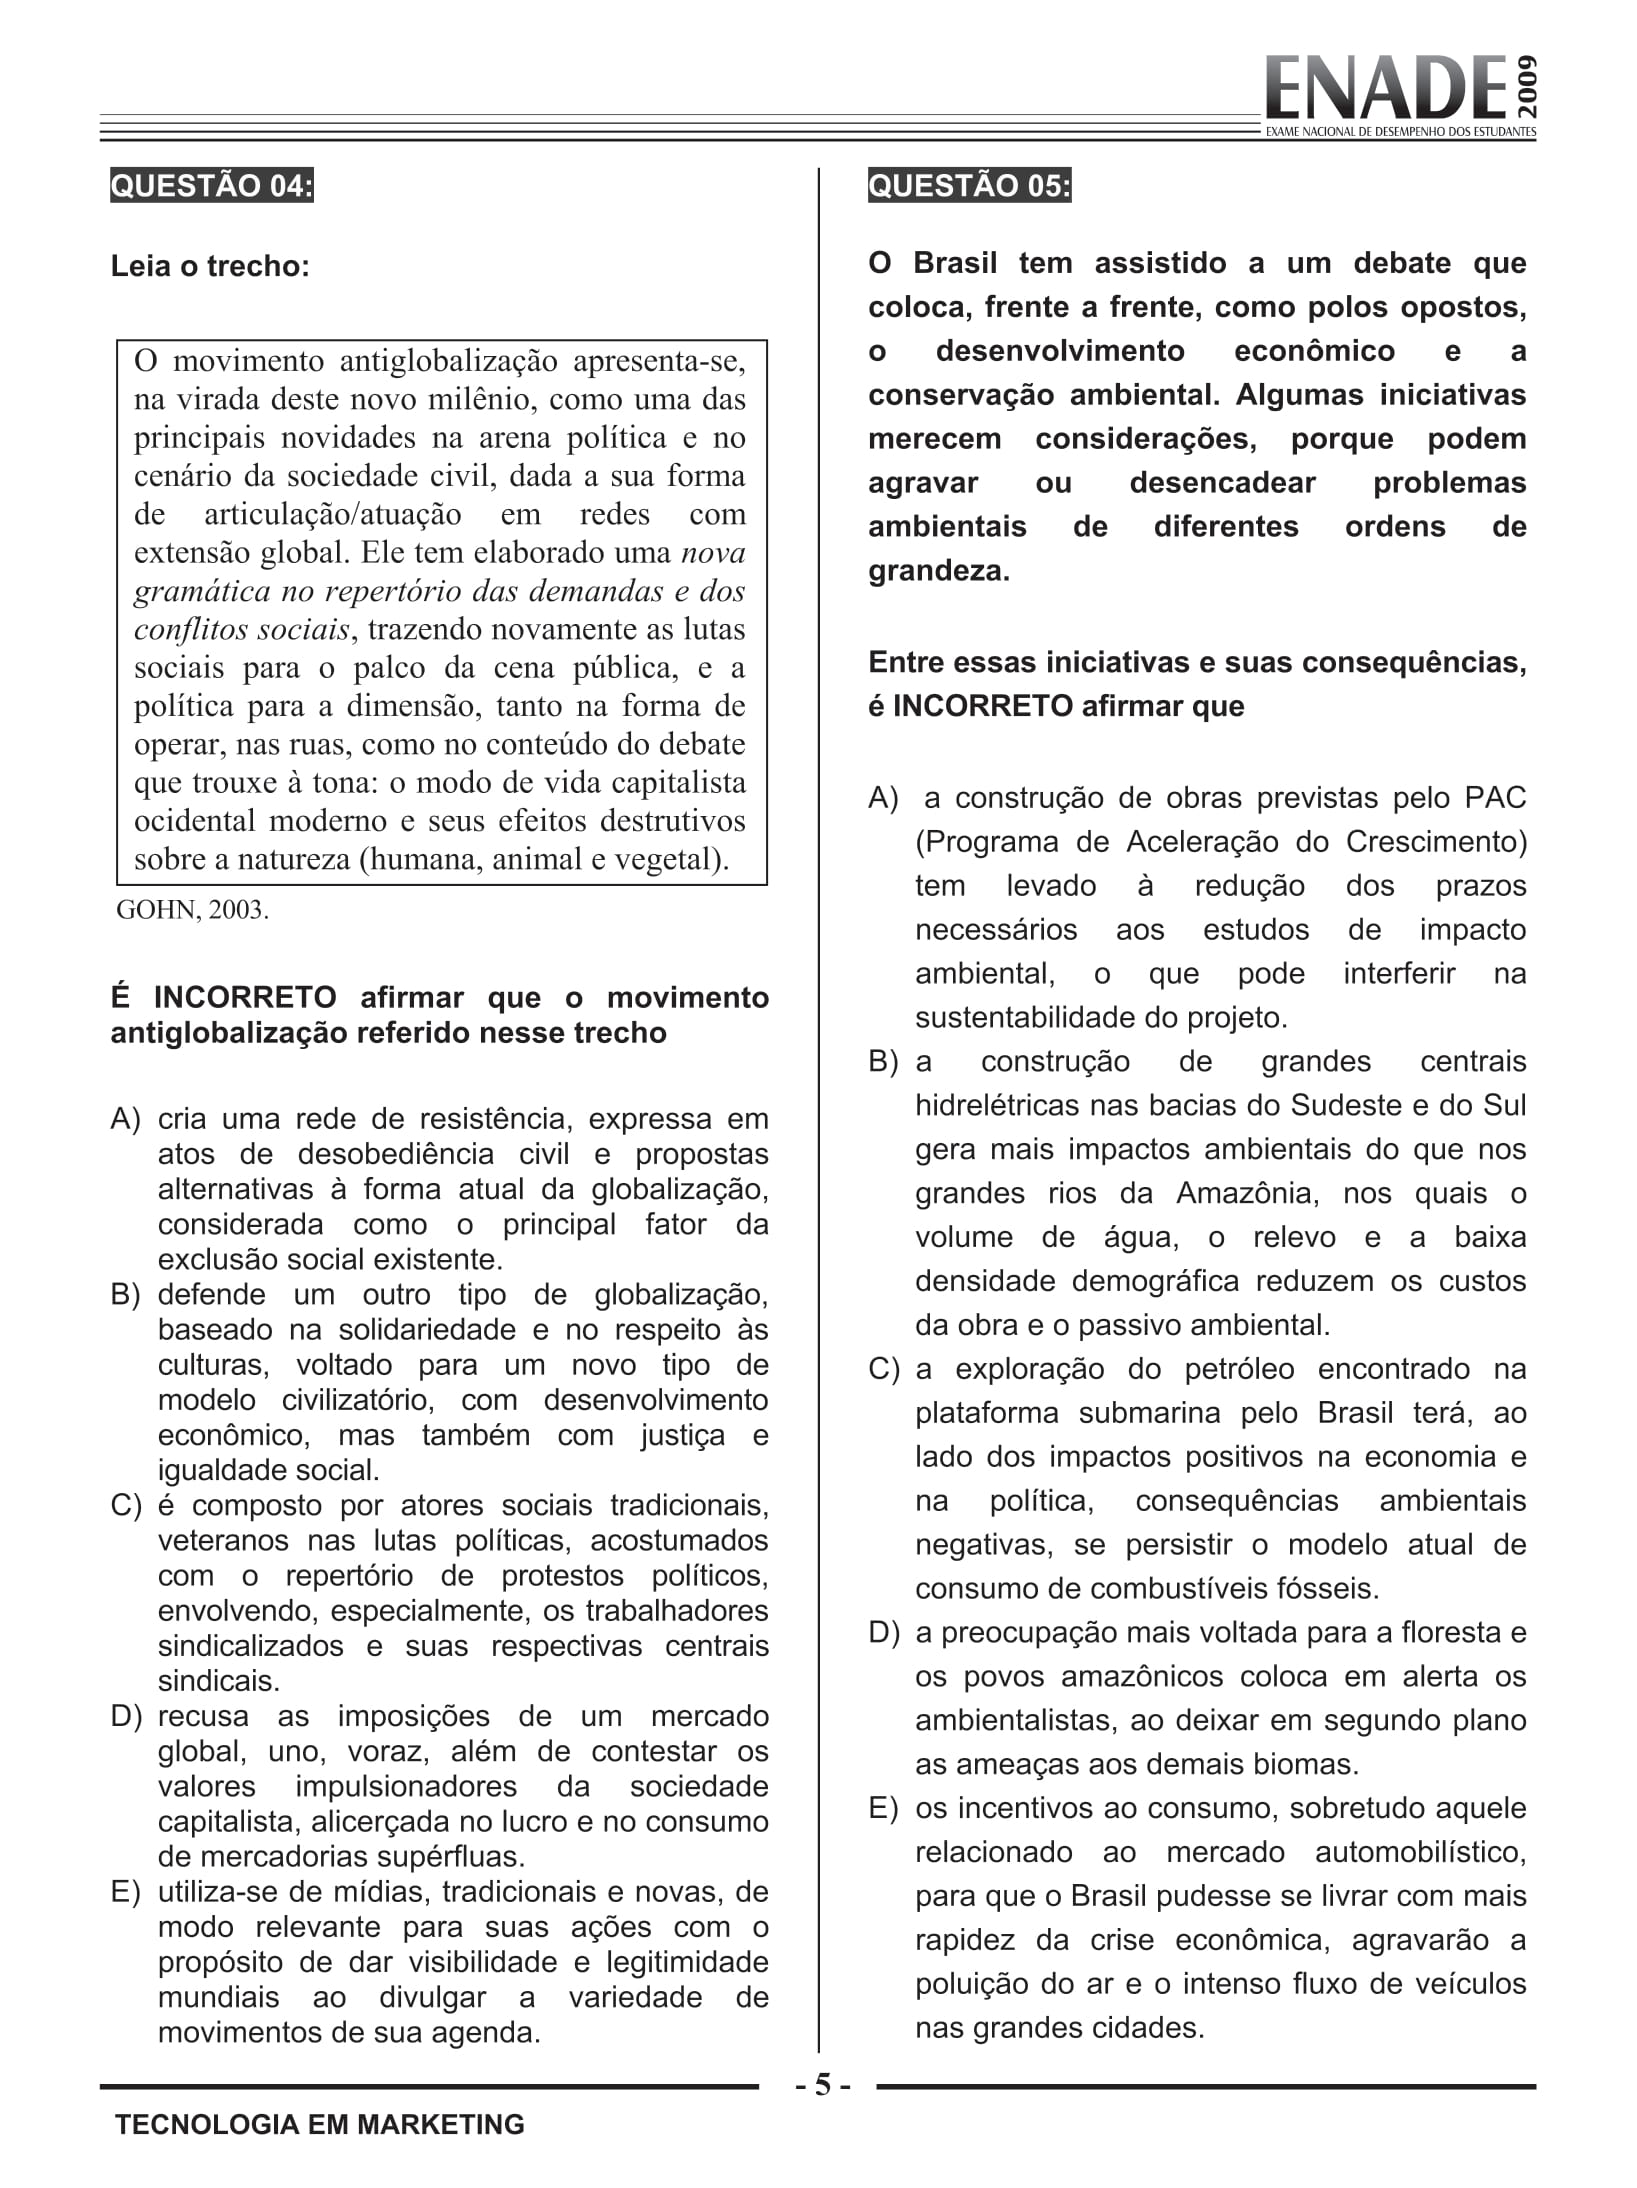 ENADE 2009
EXAME NACIONAL DE DESEMPENHO DOS ESTUDANTES
QUESTÃO 04:
Leia o trecho:
O movimento antiglobalização apresenta-se,
na virada deste novo milênio, como uma das
principais novidades na arena política e no
cenário da sociedade civil, dada a sua forma
de articulação/atuação em redes com
extensão global. Ele tem elaborado uma nova
gramática no repertório das demandas e dos
conflitos sociais, trazendo novamente as lutas
sociais para o palco da cena pública, e a
política para a dimensão, tanto na forma de
operar, nas ruas, como no conteúdo do debate
que trouxe à tona: o modo de vida capitalista
ocidental moderno e seus efeitos destrutivos
sobre a natureza (humana, animal e vegetal).
GOHN, 2003.
É INCORRETO afirmar que o movimento
antiglobalização referido nesse trecho
A) cria uma rede de resistência, expressa em
atos de desobediência civil e propostas
alternativas à forma atual da globalização,
considerada como o principal fator da
exclusão social existente.
B) defende um outro tipo de globalização,
baseado na solidariedade e no respeito às
culturas, voltado para um novo tipo de
modelo civilizatório, com desenvolvimento
econômico, mas também com justiça e
igualdade social.
C) é composto por atores sociais tradicionais,
veteranos nas lutas políticas, acostumados
com o repertório de protestos políticos,
envolvendo, especialmente, os trabalhadores
sindicalizados e suas respectivas centrais
sindicais.
D) recusa as imposições de um mercado
global, uno, voraz, além de contestar os
valores impulsionadores da sociedade
capitalista, alicerçada no lucro e no consumo
de mercadorias supérfluas.
E) utiliza-se de mídias, tradicionais e novas, de
modo relevante para suas ações com o
propósito de dar visibilidade e legitimidade
mundiais ao divulgar a variedade de
movimentos de sua agenda.
QUESTÃO 05:
O Brasil tem assistido a um debate que
coloca, frente a frente, como polos opostos,
o desenvolvimento econômico e a
conservação ambiental. Algumas iniciativas
merecem considerações, porque podem
agravar ou desencadear problemas
ambientais de diferentes ordens de
grandeza.
Entre essas iniciativas e suas consequências,
é INCORRETO afirmar que
A) a construção de obras previstas pelo PAC
(Programa de Aceleração do Crescimento)
tem levado à redução dos prazos
necessários aos estudos de impacto
ambiental, o que pode interferir na
sustentabilidade do projeto.
B) a construção de grandes centrais
hidrelétricas nas bacias do Sudeste e do Sul
gera mais impactos ambientais do que nos
grandes rios da Amazônia, nos quais o
volume de água, o relevo e a baixa
densidade demográfica reduzem os custos
da obra e o passivo ambiental.
C) a exploração do petróleo encontrado na
plataforma submarina pelo Brasil terá, ao
lado dos impactos positivos na economia e
na política, consequências ambientais
negativas, se persistir o modelo atual de
consumo de combustíveis fósseis.
D) a preocupação mais voltada para a floresta e
os povos amazônicos coloca em alerta os
ambientalistas, ao deixar em segundo plano
as ameaças aos demais biomas.
E) os incentivos ao consumo, sobretudo aquele
relacionado ao mercado automobilístico,
para que o Brasil pudesse se livrar com mais
rapidez da crise econômica, agravarão a
poluição do ar e o intenso fluxo de veículos
nas grandes cidades.
- 5 -
TECNOLOGIA EM MARKETING